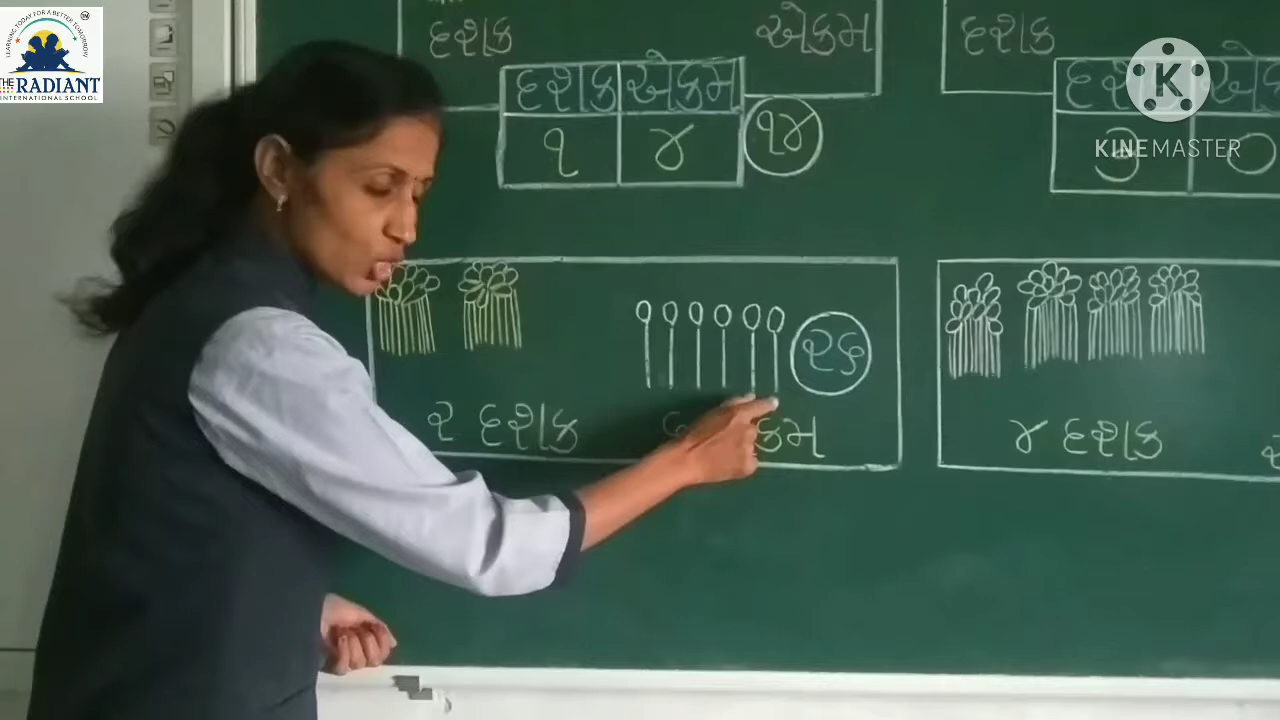 LEARNING TODAY FOR A BETTER TOMORROW
THE RADIANT
INTERNATIONAL SCHOOL
દશક એકમ
દશક એકમ
૧ ૪ ૧૪
દશક
K
KINEMASTER
૩ ૦
૨૬
૨ દશક
૪ દશક